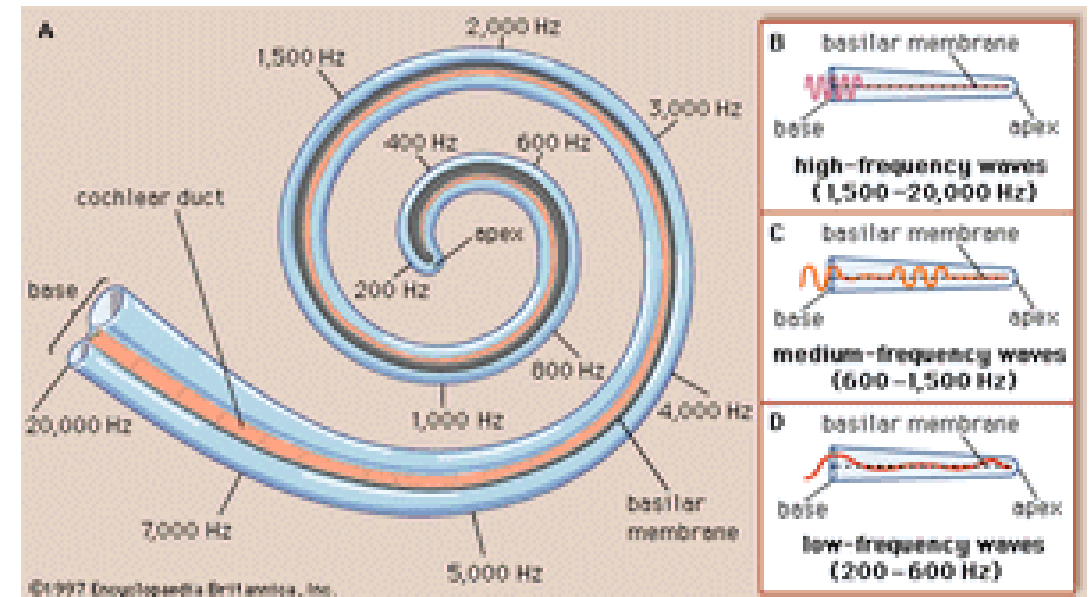 A
2,000 Hz
1,500 Hz
3,000 Hz
400 Hz
600 Hz
cochlear duct
apex
200 Hz
base
800 Hz
1,000 Hz
4,000 Hz
20,000 Hz
basilar
membrane
7,000 Hz
5,000 Hz
©1997 Encyclopaedia Britannica, Inc.
B
basilar membrane
base
apex
high-frequency waves
(1,500–20,000 Hz)
C
basilar membrane
base
apex
medium-frequency waves
(600–1,500 Hz)
D
basilar membrane
base
apex
low-frequency waves
(200–600 Hz)